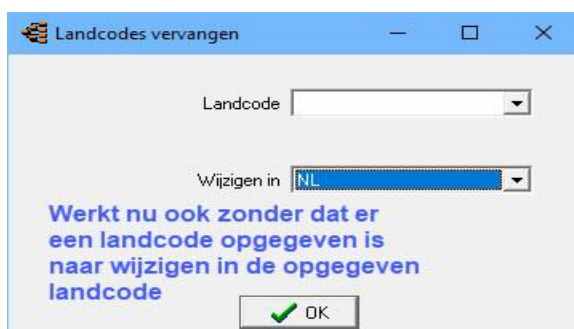 Landcodes vervangen
Landcode
Wijzigen in NL
Werkt nu ook zonder dat er
een landcode opgegeven is
naar wijzigen in de opgegeven
landcode
OK